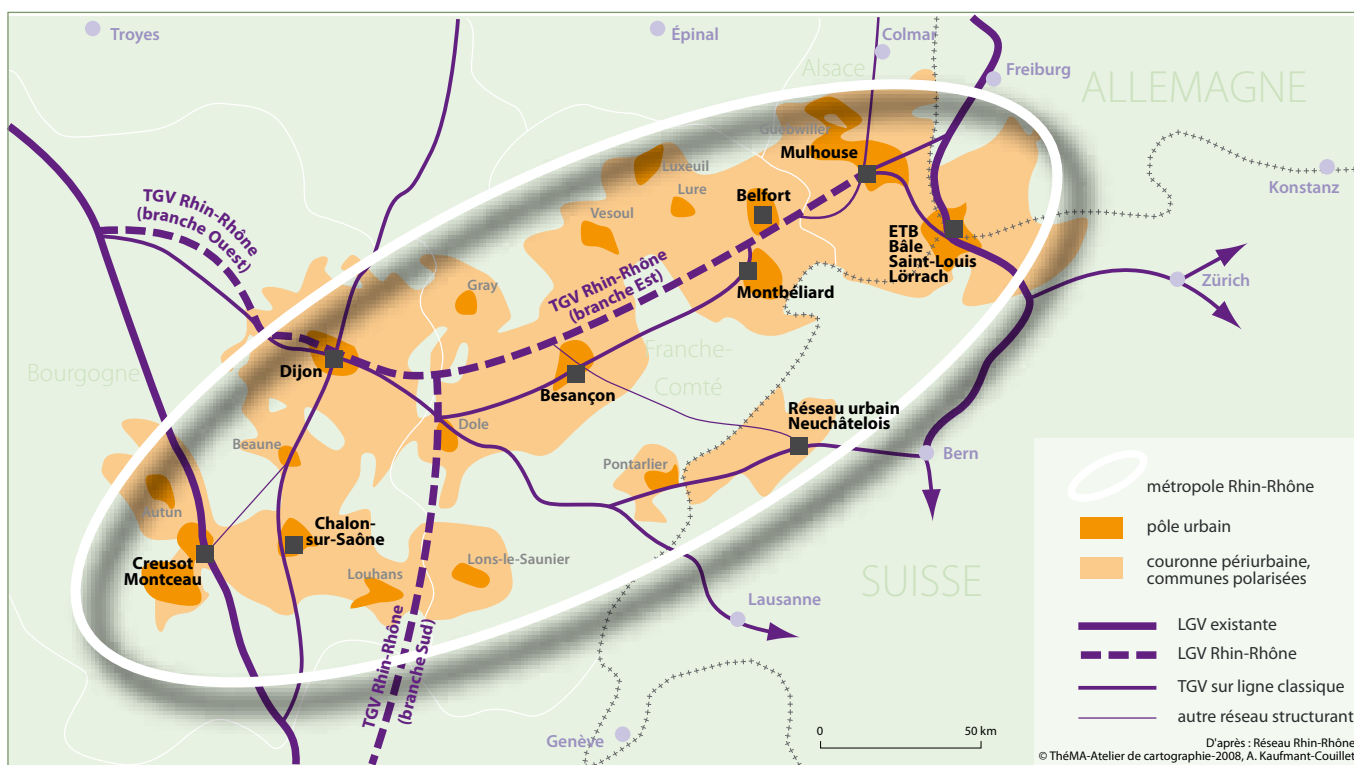 Troyes
Épinal
Colmar
Alsace
Freiburg
ALLEMAGNE
Guebwiller
Mulhouse
Konstanz
Luxeuil
Lure
Belfort
Vesoul
TGV Rhin-Rhône
(branche Ouest)
ETB
Bâle
Saint-Louis
Lörrach
Zürich
TGV Rhin-Rhône
(branche Est)
Montbéliard
Gray
Bourgogne
Dijon
Franche-
Comté
Besançon
Réseau urbain
Neuchâtelois
Dole
Beaune
Bern
Pontarlier
Autun
Chalon-
sur-Saône
Creusot
Montceau
Louhans
Lons-le-Saunier
SUISSE
Lausanne
TGV Rhin-Rhône
(branche Sud)
Genève
métropole Rhin-Rhône
pôle urbain
couronne périurbaine,
communes polarisées
LGV existante
LGV Rhin-Rhône
TGV sur ligne classique
autre réseau structurant
0 50 km
D'après : Réseau Rhin-Rhône
© ThéMA-Atelier de cartographie-2008, A. Kaufmant-Couillet